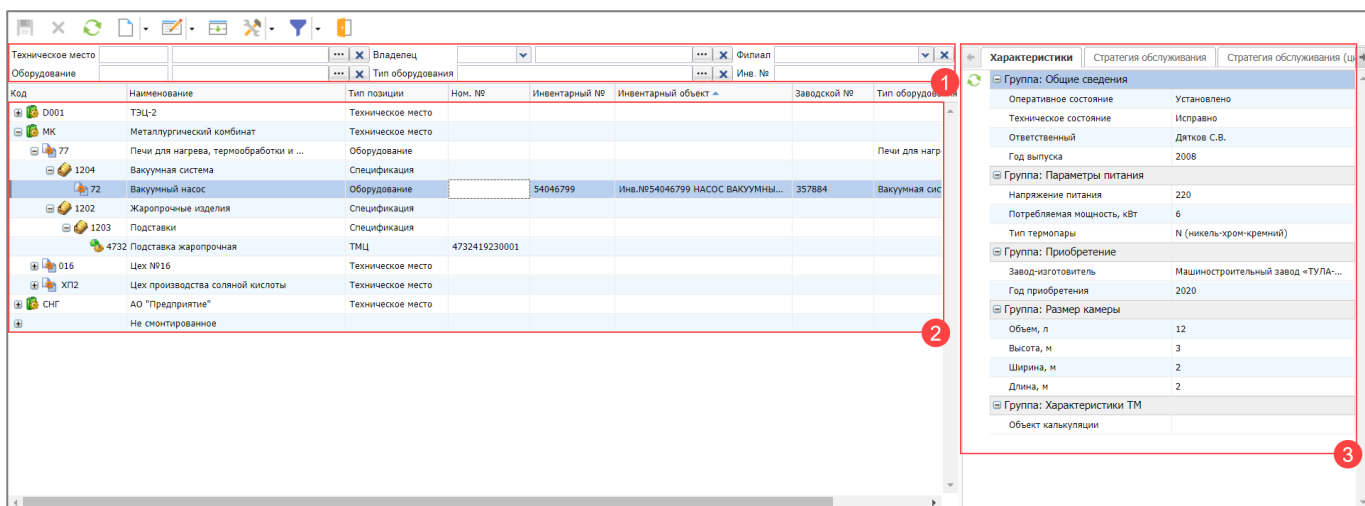 Техническое место Владелец Филиал
Оборудование Тип оборудования Инв. №
1
Код Наименование Тип позиции Ном. № Инвентарный № Инвентарный объект Заводской № Тип оборудования
D001 ТЭЦ-2 Техническое место
МК Металлургический комбинат Техническое место
77 Печи для нагрева, термообработки и ... Оборудование Печи для нагр
1204 Вакуумная система Спецификация
72 Вакуумный насос Оборудование 54046799 Инв.№54046799 НАСОС ВАКУУМНЫ... 357884 Вакуумная сис
1202 Жаропрочные изделия Спецификация
1203 Подставки Спецификация
4732 Подставка жаропрочная ТМЦ 4732419230001
016 Цех №16 Техническое место
ХП2 Цех производства соляной кислоты Техническое место
СНГ АО "Предприятие" Техническое место
Не смонтированное
2
Характеристики Стратегия обслуживания Стратегия обслуживания (ци
Группа: Общие сведения
Оперативное состояние Установлено
Техническое состояние Исправно
Ответственный Дятков С.В.
Год выпуска 2008
Группа: Параметры питания
Напряжение питания 220
Потребляемая мощность, кВт 6
Тип термопары N (никель-хром-кремний)
Группа: Приобретение
Завод-изготовитель Машиностроительный завод «ТУЛА-...
Год приобретения 2020
Группа: Размер камеры
Объем, л 12
Высота, м 3
Ширина, м 2
Длина, м 2
Группа: Характеристики ТМ
Объект калькуляции
3